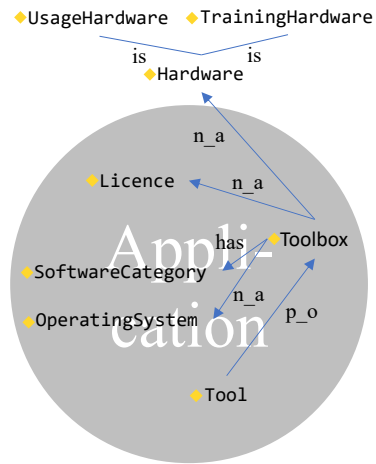 UsageHardware TrainingHardware
is is
Hardware
n_a
Licence n_a
Appli-
has Toolbox
SoftwareCategory
n_a
OperatingSystem p_o
cation
Tool